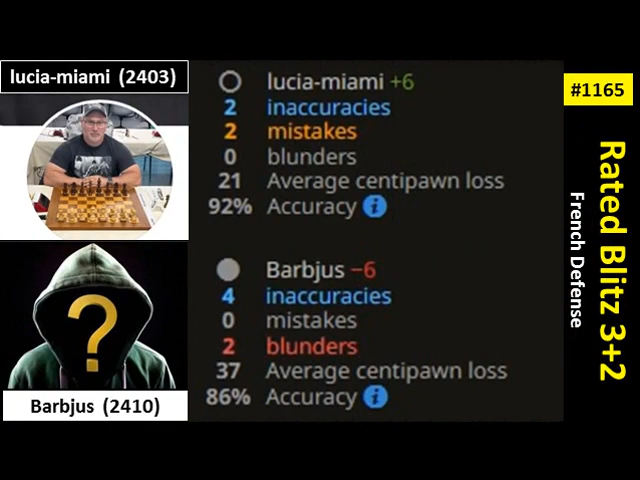 lucia-miami (2403)
?
Barbjus (2410)
lucia-miami +6
2 inaccuracies
2 mistakes
0 blunders
21 Average centipawn loss
92% Accuracy i
Barbjus −6
4 inaccuracies
0 mistakes
2 blunders
37 Average centipawn loss
86% Accuracy i
#1165
Rated Blitz 3+2
French Defense